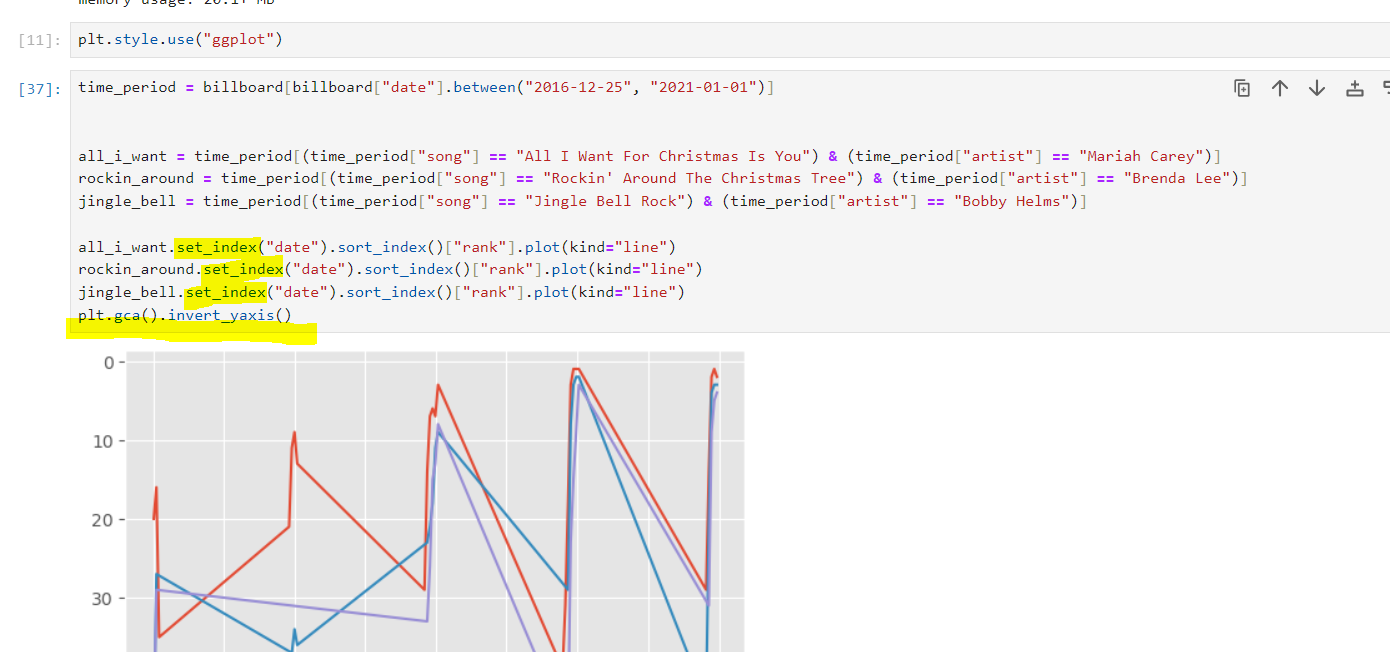 memory usage: 20.1+ MB
[11]:
plt.style.use("ggplot")
[37]:
time_period = billboard[billboard["date"].between("2016-12-25", "2021-01-01")]
all_i_want = time_period[(time_period["song"] == "All I Want For Christmas Is You") & (time_period["artist"] == "Mariah Carey")]
rockin_around = time_period[(time_period["song"] == "Rockin' Around The Christmas Tree") & (time_period["artist"] == "Brenda Lee")]
jingle_bell = time_period[(time_period["song"] == "Jingle Bell Rock") & (time_period["artist"] == "Bobby Helms")]
all_i_want.set_index("date").sort_index()["rank"].plot(kind="line")
rockin_around.set_index("date").sort_index()["rank"].plot(kind="line")
jingle_bell.set_index("date").sort_index()["rank"].plot(kind="line")
plt.gca().invert_yaxis()
0
10
20
30